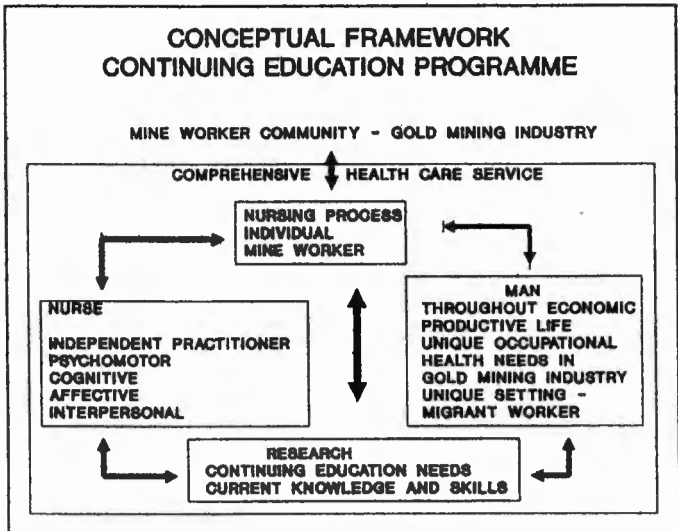 CONCEPTUAL FRAMEWORK
CONTINUING EDUCATION PROGRAMME
MINE WORKER COMMUNITY - GOLD MINING INDUSTRY
COMPREHENSIVE HEALTH CARE SERVICE
NURSING PROCESS
INDIVIDUAL
MINE WORKER
NURSE
INDEPENDENT PRACTITIONER
PSYCHOMOTOR
COGNITIVE
AFFECTIVE
INTERPERSONAL
MAN
THROUGHOUT ECONOMIC
PRODUCTIVE LIFE
UNIQUE OCCUPATIONAL
HEALTH NEEDS IN
GOLD MINING INDUSTRY
UNIQUE SETTING -
MIGRANT WORKER
RESEARCH
CONTINUING EDUCATION NEEDS
CURRENT KNOWLEDGE AND SKILLS